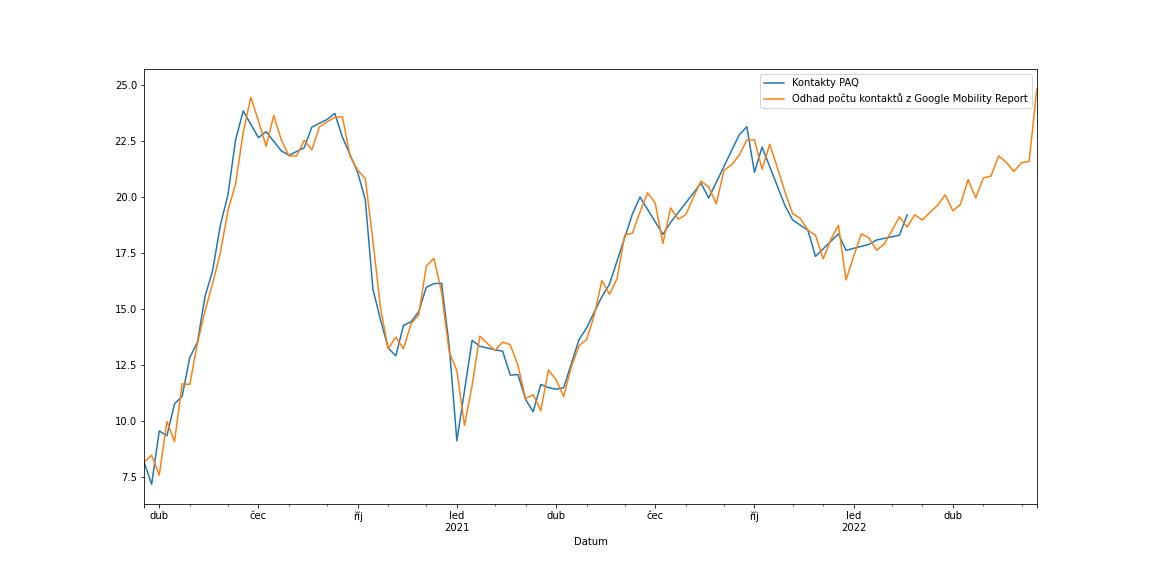 Kontakty PAQ
Odhad počtu kontaktů z Google Mobility Report
25.0
22.5
20.0
17.5
15.0
12.5
10.0
7.5
dub čec říj led dub čec říj led dub
2021 2022
Datum